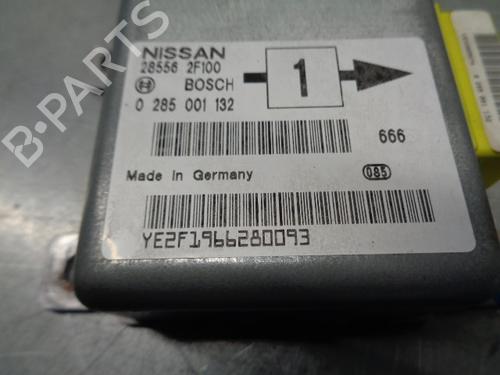 NISSAN
28556 2F100
BOSCH
0 285 001 132
1
666
Made in Germany
085
YE2F1966280093
B-PARTS